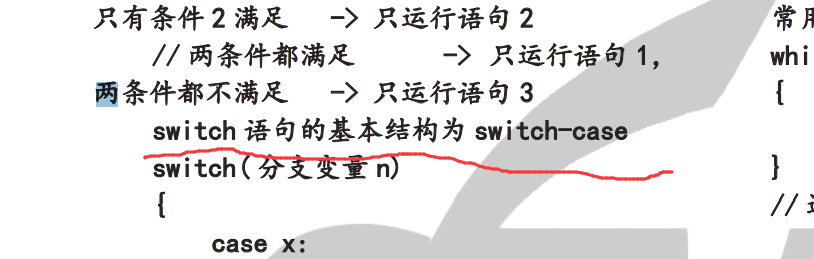 只有条件2满足 -> 只运行语句2
// 两条件都满足 -> 只运行语句1,
两条件都不满足 -> 只运行语句3
switch语句的基本结构为switch-case
switch(分支变量n)
{
case x:
常用
whi
{
}
//